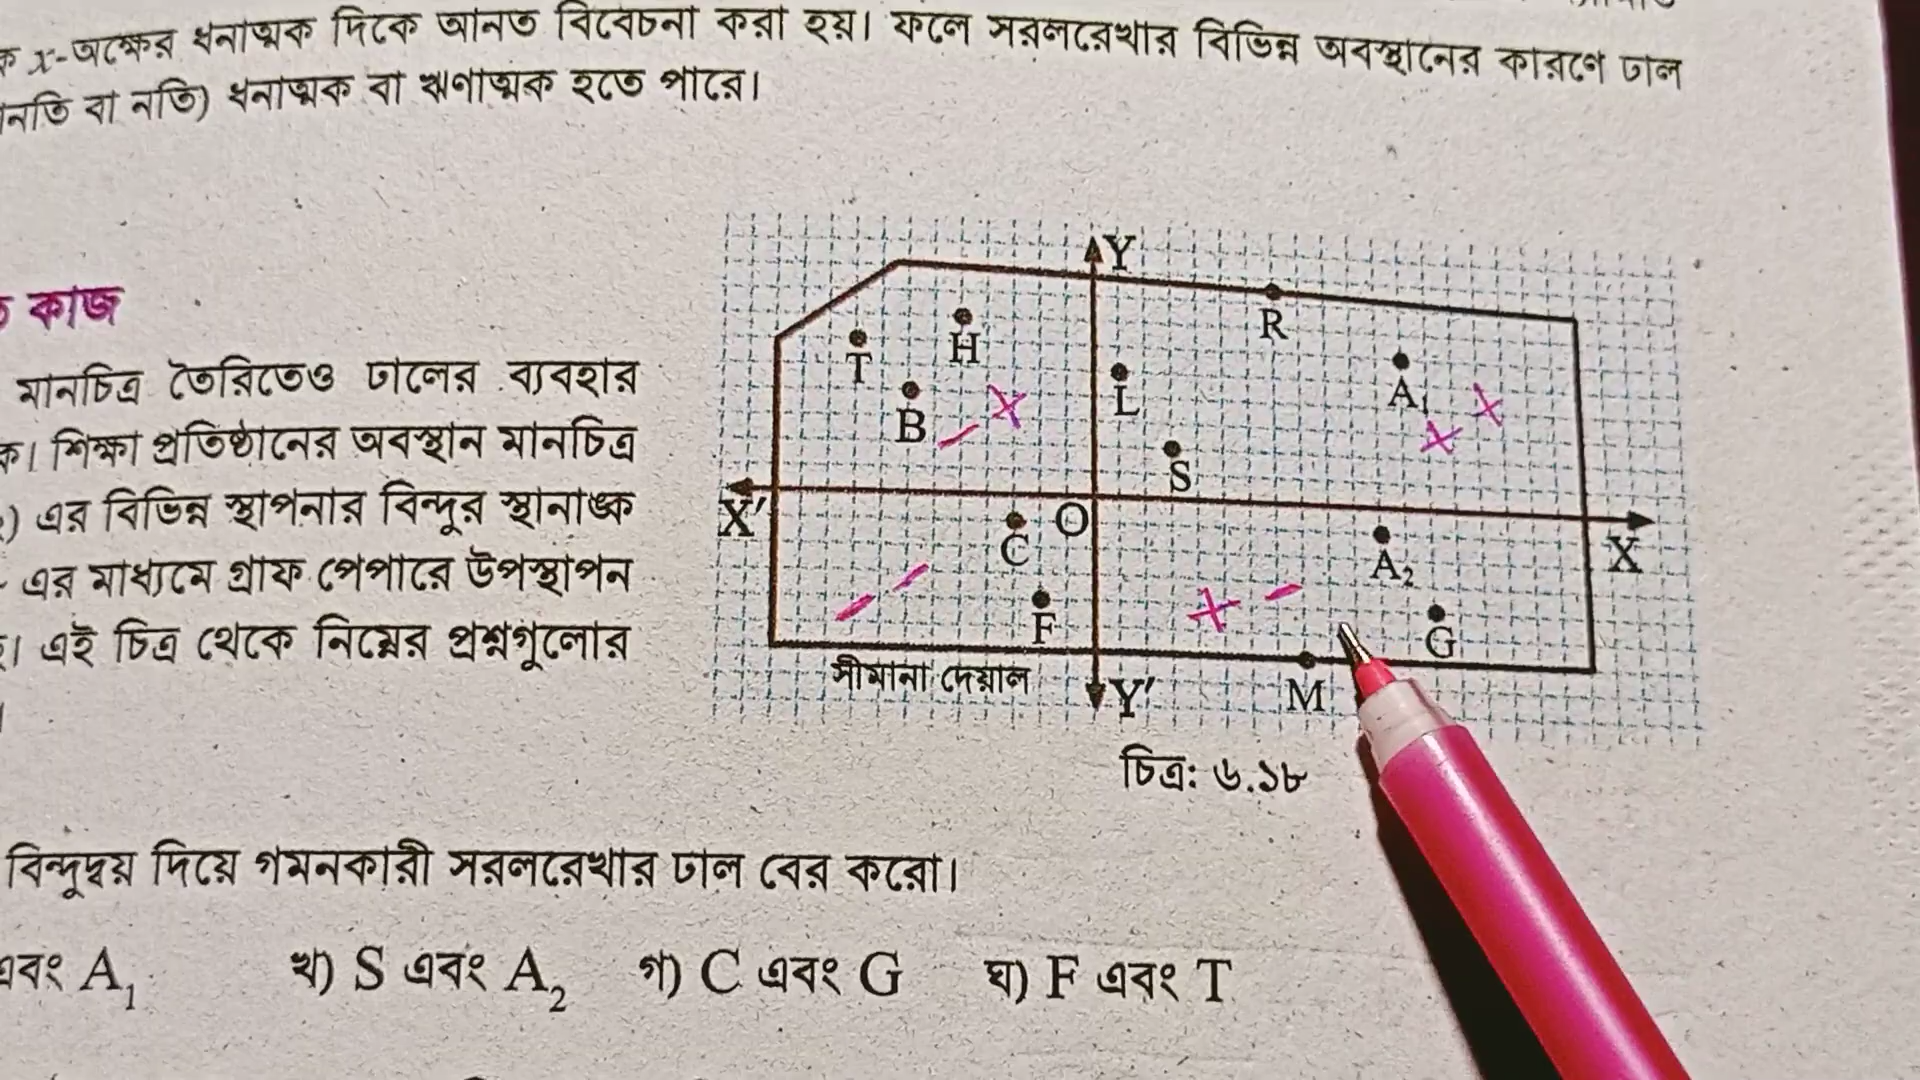 x-অক্ষের ধনাত্মক দিকে আনত বিবেচনা করা হয়। ফলে সরলরেখার বিভিন্ন অবস্থানের কারণে ঢাল
নতি বা নতি) ধনাত্মক বা ঋণাত্মক হতে পারে।
কাজ
মানচিত্র তৈরিতেও ঢালের ব্যবহার
ক। শিক্ষা প্রতিষ্ঠানের অবস্থান মানচিত্র
) এর বিভিন্ন স্থাপনার বিন্দুর স্থানাঙ্ক
এর মাধ্যমে গ্রাফ পেপারে উপস্থাপন
। এই চিত্র থেকে নিম্নের প্রশ্নগুলোর
Y
R
H
T
L
A₁
B
+
- +
+
S
X′
O
C
X
A₂
- -
+ -
F
G
সীমানা দেয়াল
Y′
M
চিত্র: ৬.১৮
বিন্দুদ্বয় দিয়ে গমনকারী সরলরেখার ঢাল বের করো।
এবং A₁ খ) S এবং A₂ গ) C এবং G ঘ) F এবং T